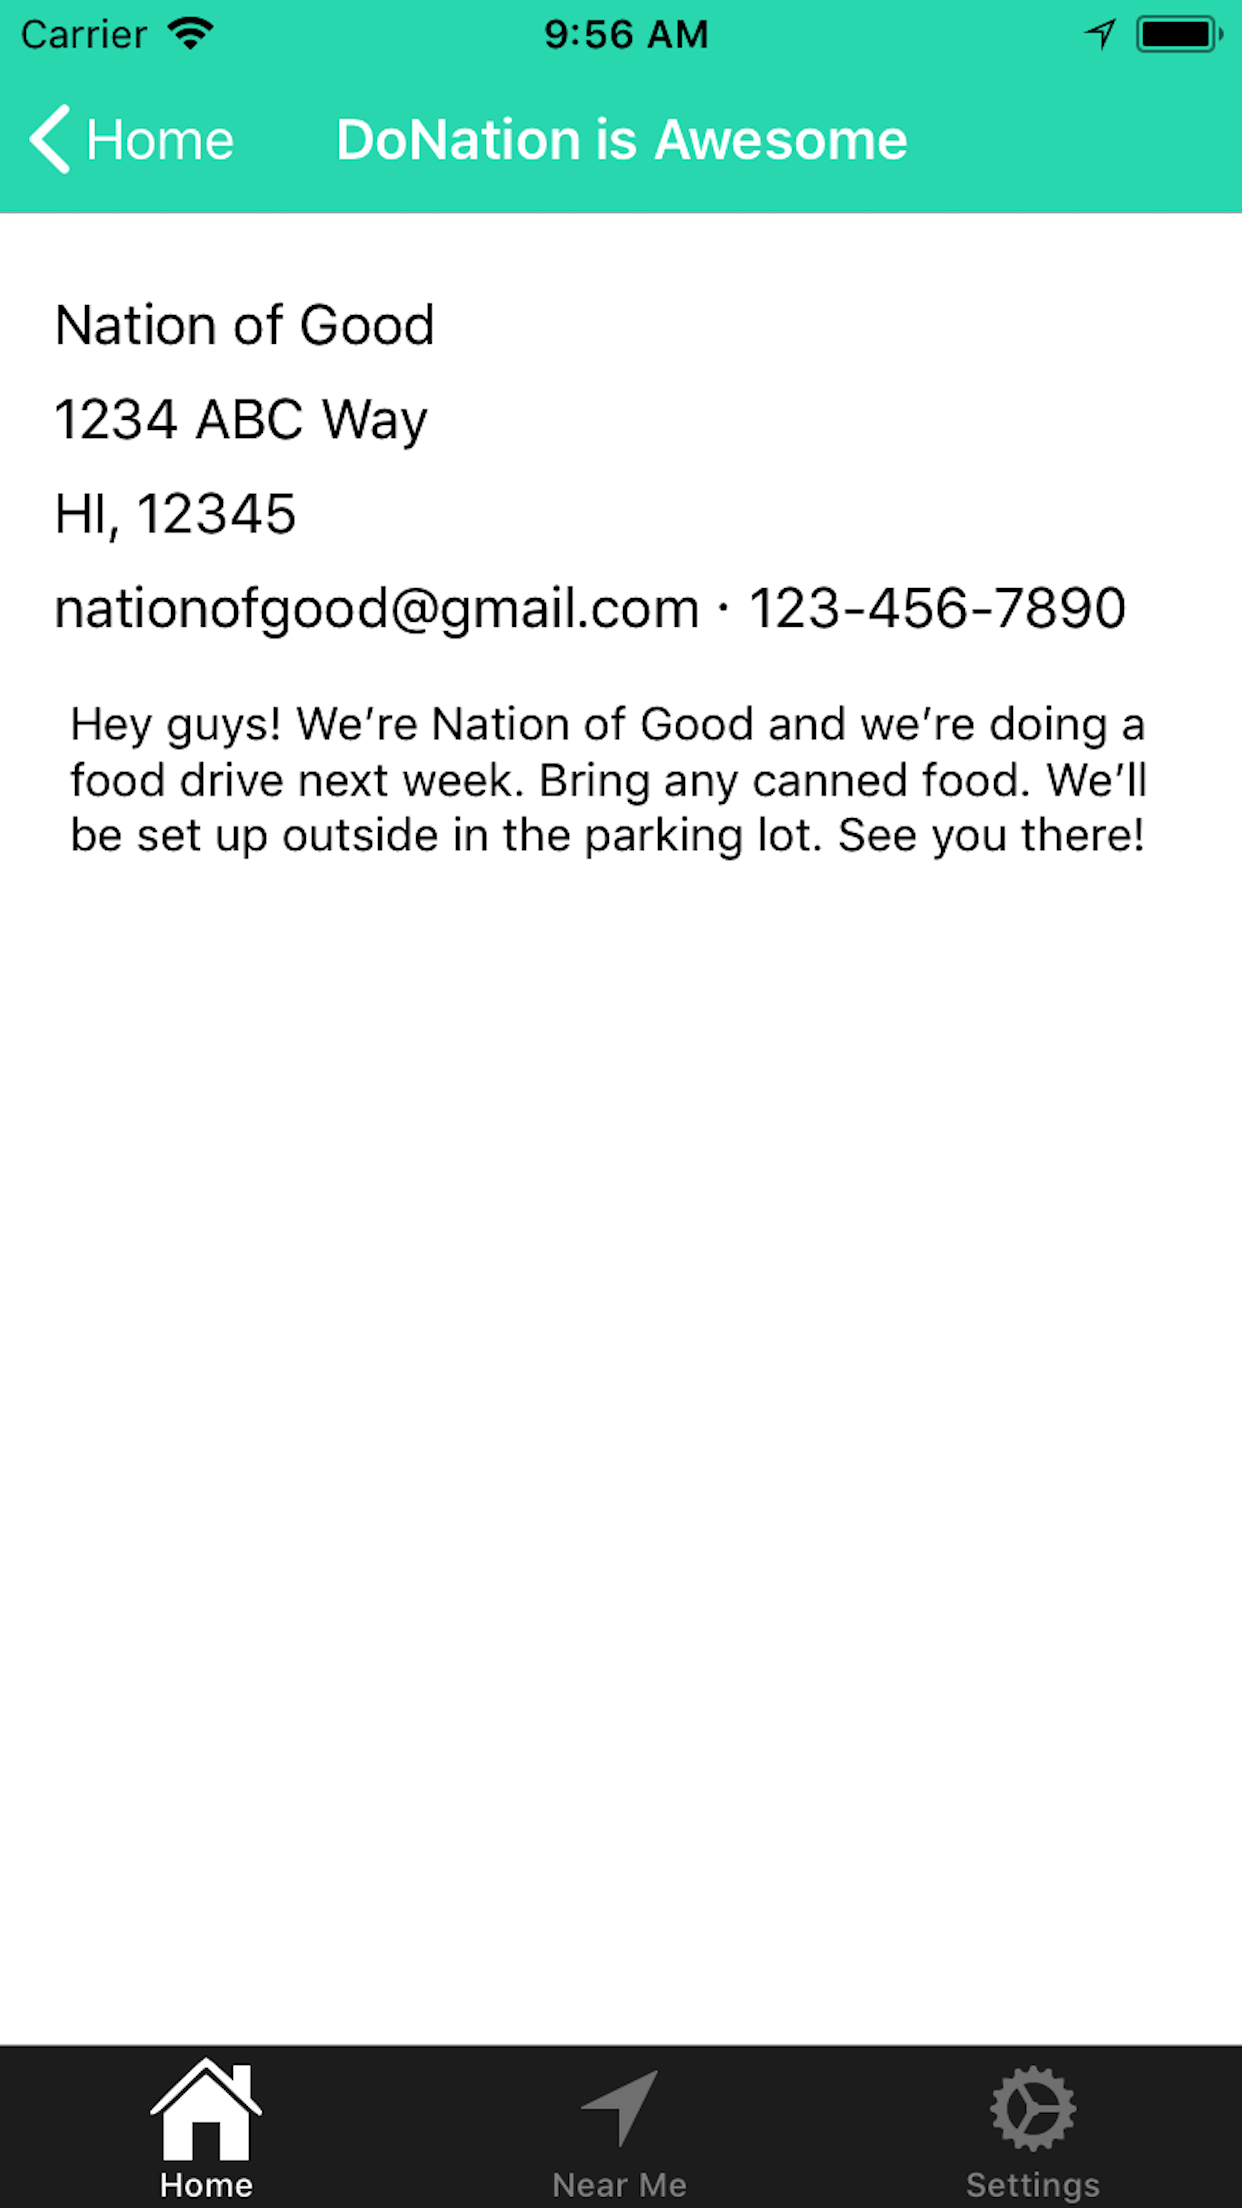 Carrier 9:56 AM
Home DoNation is Awesome
Nation of Good
1234 ABC Way
HI, 12345
nationofgood@gmail.com · 123-456-7890
Hey guys! We’re Nation of Good and we’re doing a
food drive next week. Bring any canned food. We’ll
be set up outside in the parking lot. See you there!
Home Near Me Settings